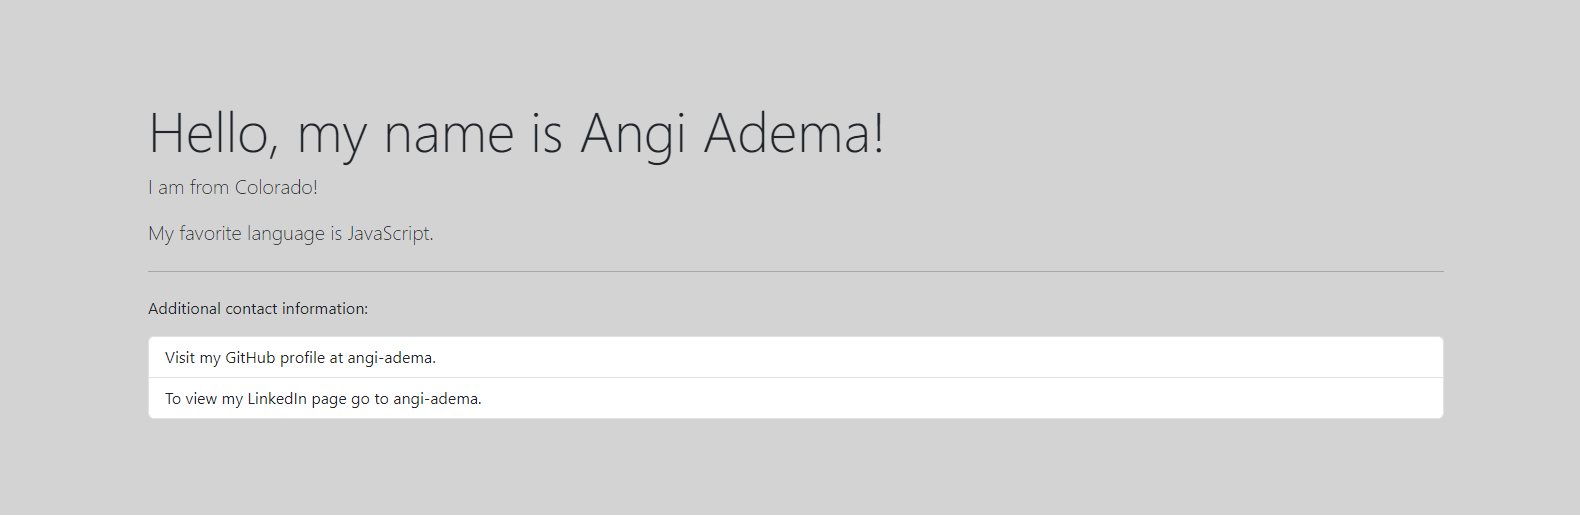 Hello, my name is Angi Adema!
I am from Colorado!
My favorite language is JavaScript.
Additional contact information:
Visit my GitHub profile at angi-adema.
To view my LinkedIn page go to angi-adema.